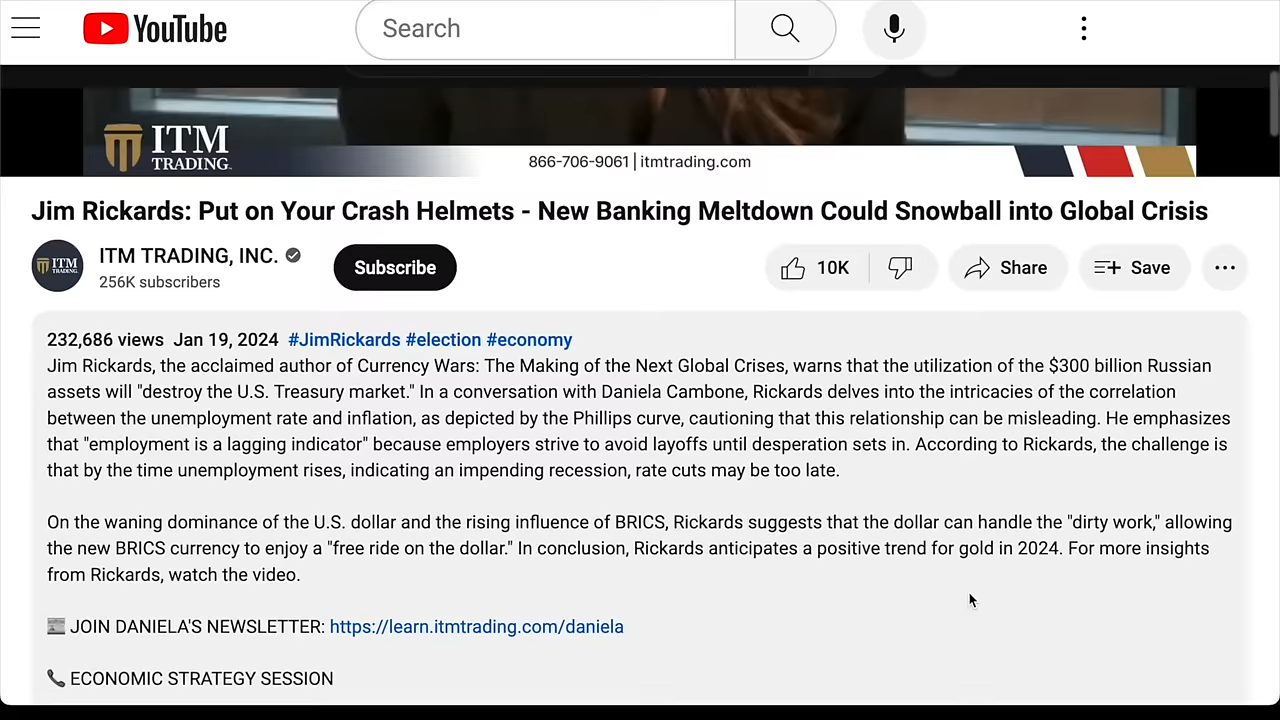 YouTube
Search
ITM
TRADING
866-706-9061 | itmtrading.com
Jim Rickards: Put on Your Crash Helmets - New Banking Meltdown Could Snowball into Global Crisis
ITM TRADING
ITM TRADING, INC.
256K subscribers
Subscribe
10K
Share
Save
232,686 views Jan 19, 2024 #JimRickards #election #economy
Jim Rickards, the acclaimed author of Currency Wars: The Making of the Next Global Crises, warns that the utilization of the $300 billion Russian
assets will "destroy the U.S. Treasury market." In a conversation with Daniela Cambone, Rickards delves into the intricacies of the correlation
between the unemployment rate and inflation, as depicted by the Phillips curve, cautioning that this relationship can be misleading. He emphasizes
that "employment is a lagging indicator" because employers strive to avoid layoffs until desperation sets in. According to Rickards, the challenge is
that by the time unemployment rises, indicating an impending recession, rate cuts may be too late.
On the waning dominance of the U.S. dollar and the rising influence of BRICS, Rickards suggests that the dollar can handle the "dirty work," allowing
the new BRICS currency to enjoy a "free ride on the dollar." In conclusion, Rickards anticipates a positive trend for gold in 2024. For more insights
from Rickards, watch the video.
JOIN DANIELA'S NEWSLETTER: https://learn.itmtrading.com/daniela
ECONOMIC STRATEGY SESSION